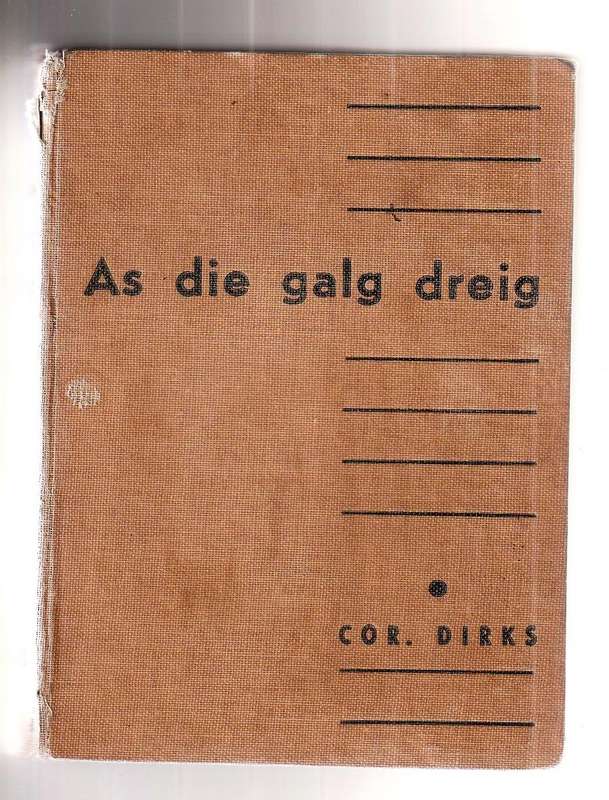 As die galg dreig
COR. DIRKS